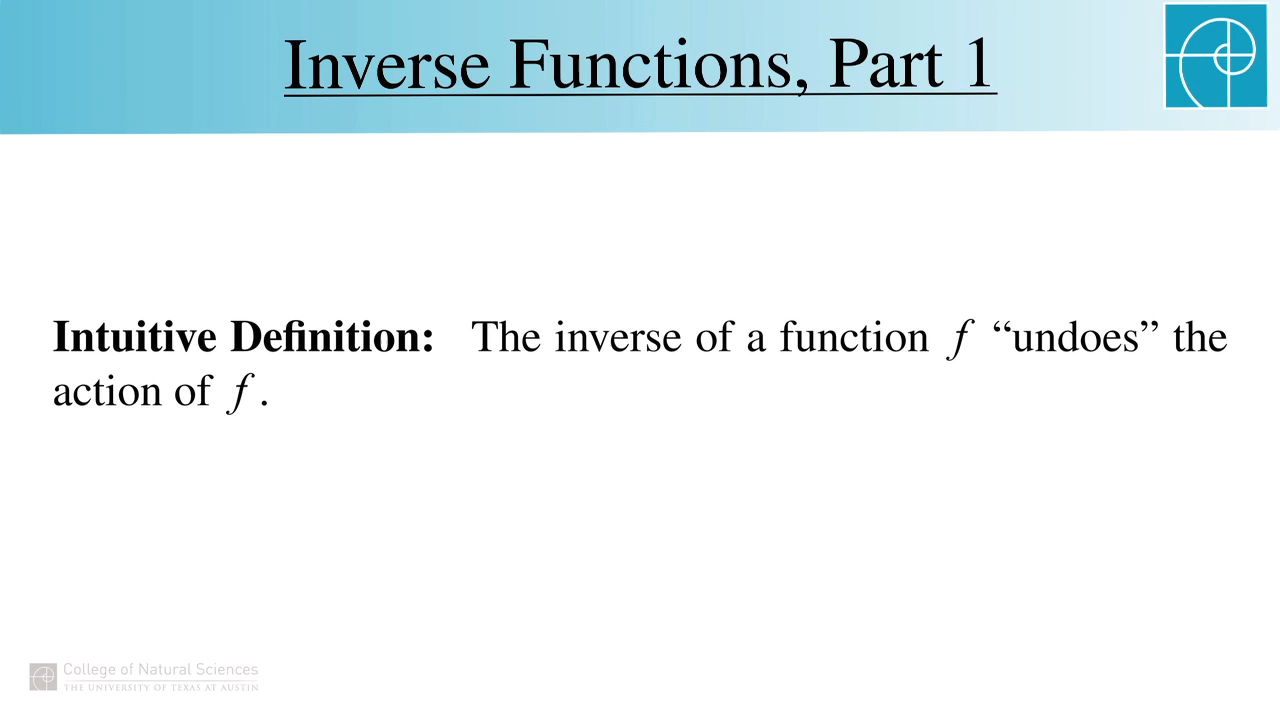 Inverse Functions, Part 1
Intuitive Definition: The inverse of a function f “undoes” the
action of f .
College of Natural Sciences
THE UNIVERSITY OF TEXAS AT AUSTIN